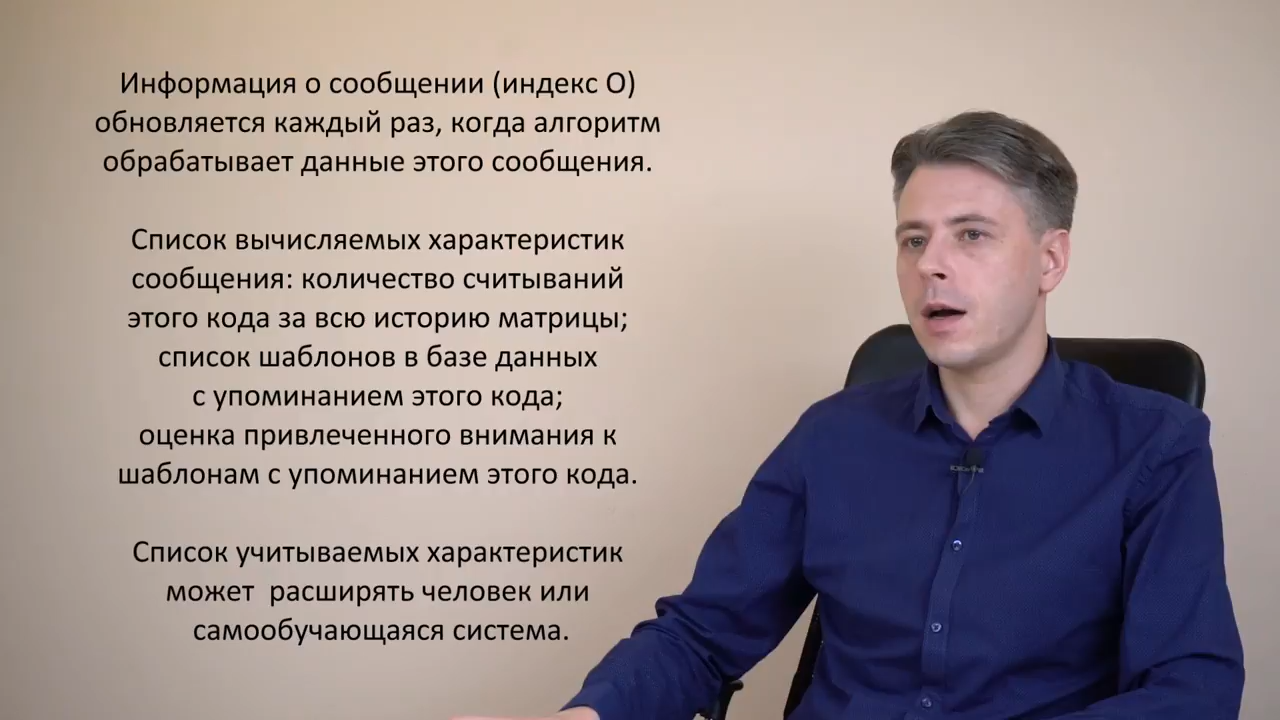 Информация о сообщении (индекс О)
обновляется каждый раз, когда алгоритм
обрабатывает данные этого сообщения.
Список вычисляемых характеристик
сообщения: количество считываний
этого кода за всю историю матрицы;
список шаблонов в базе данных
с упоминанием этого кода;
оценка привлеченного внимания к
шаблонам с упоминанием этого кода.
Список учитываемых характеристик
может  расширять человек или
самообучающаяся система.